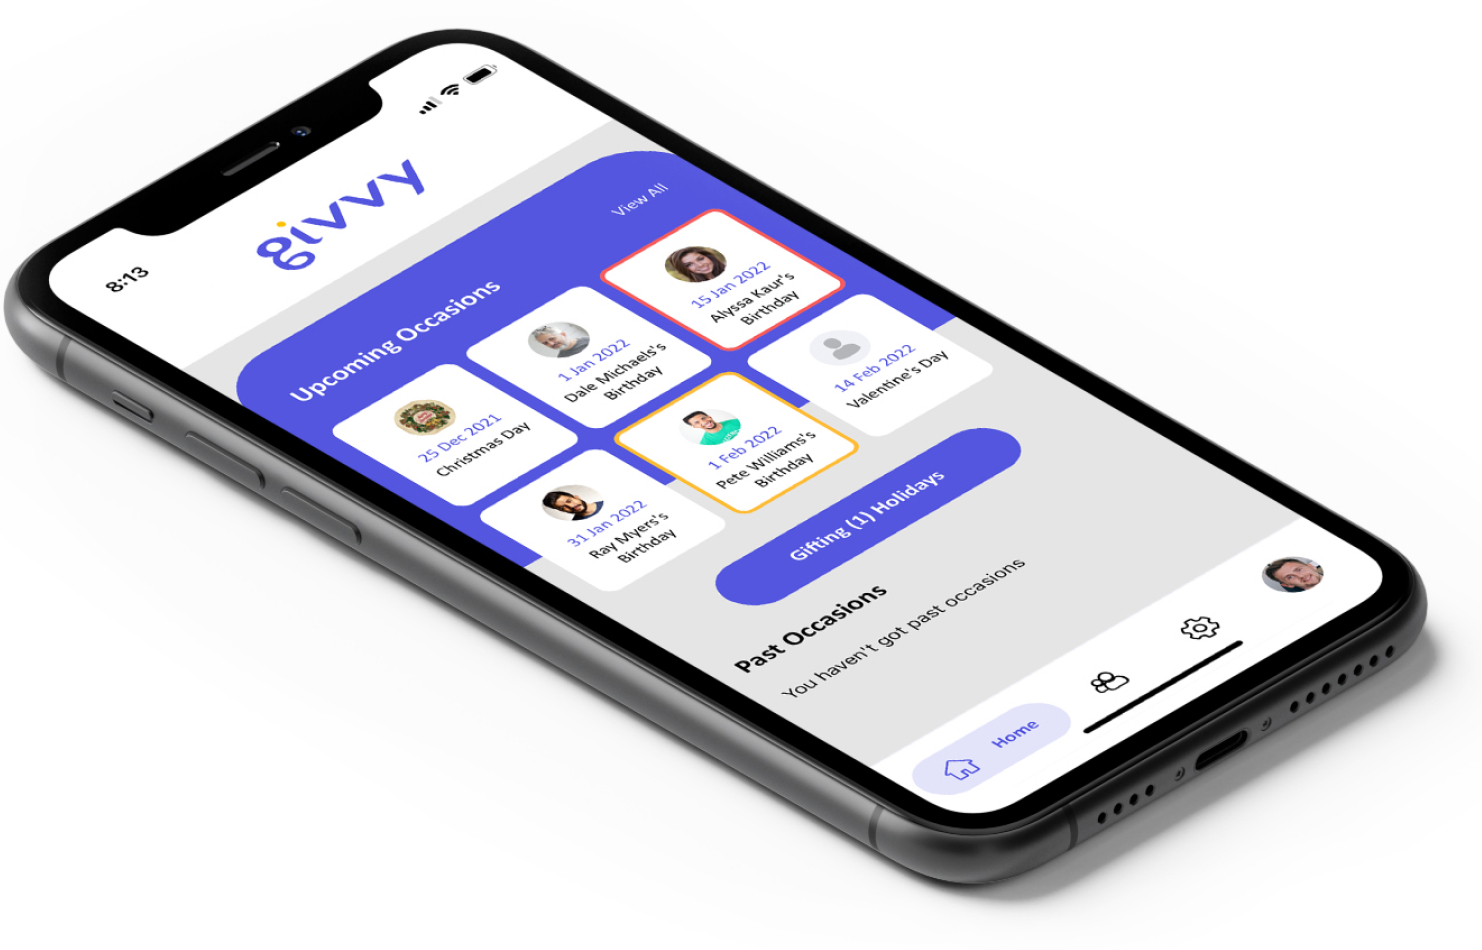 8:13
givvy
Upcoming Occasions
View All
25 Dec 2021
Christmas Day
1 Jan 2022
Dale Michaels's
Birthday
15 Jan 2022
Alyssa Kaur's
Birthday
31 Jan 2022
Ray Myers's
Birthday
1 Feb 2022
Pete Williams's
Birthday
14 Feb 2022
Valentine's Day
Gifting (1) Holidays
Past Occasions
You haven't got past occasions
Home